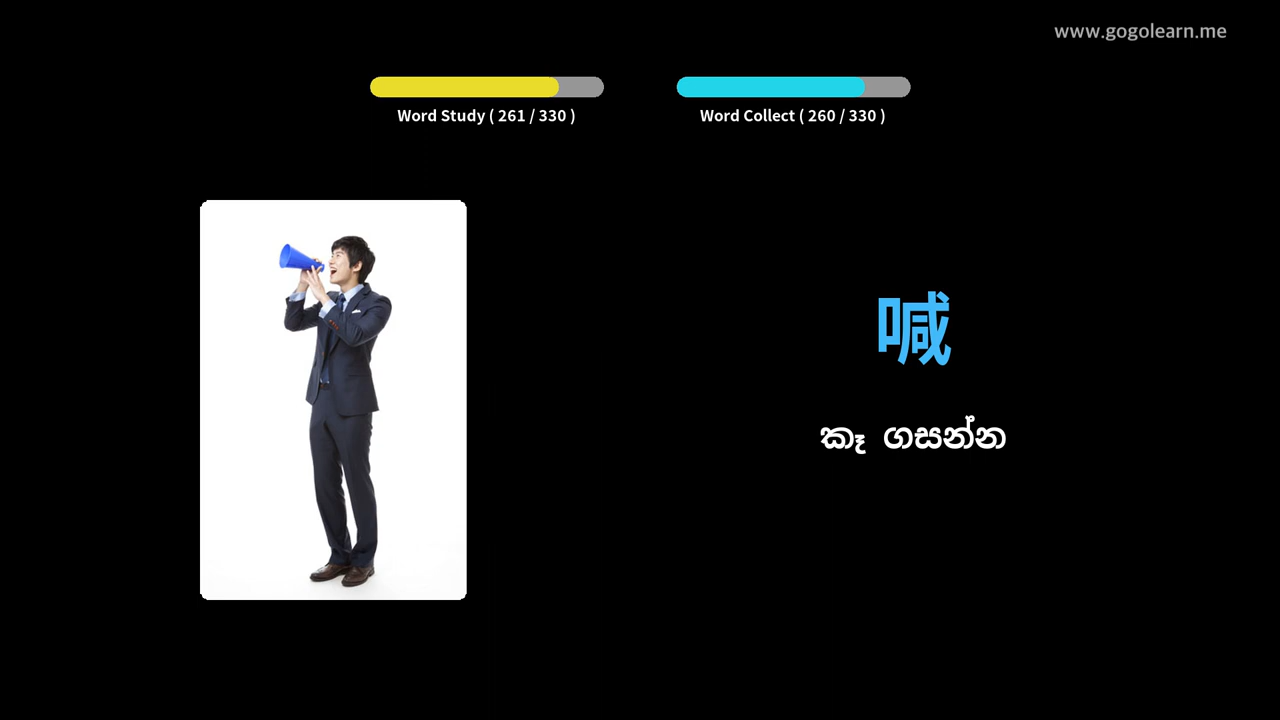 www.gogolearn.me
Word Study ( 261 / 330 )
Word Collect ( 260 / 330 )
喊
කෑ ගසන්න